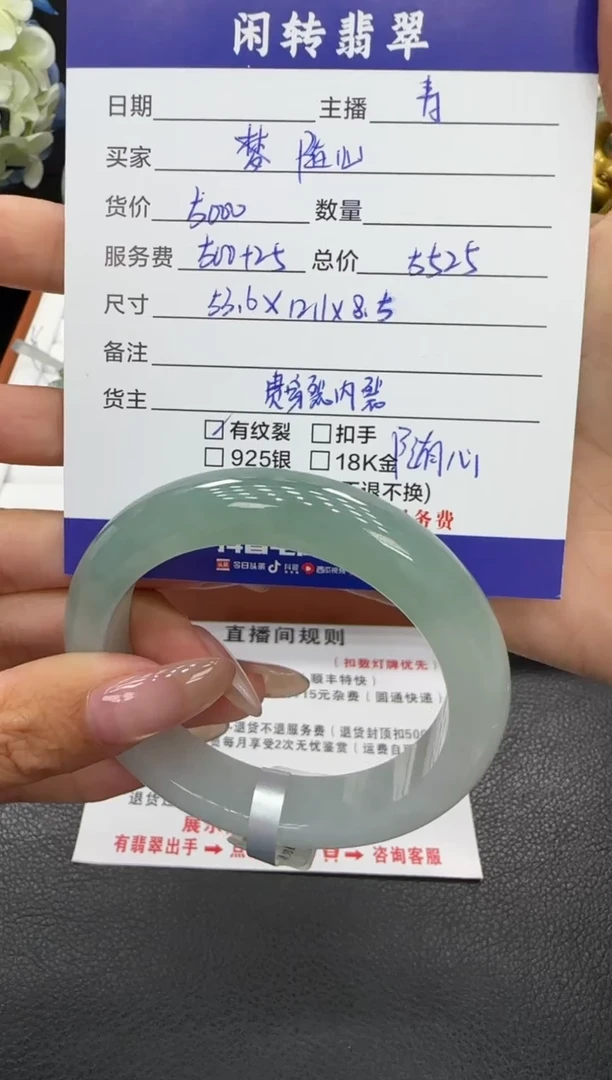 闲转翡翠
日期 主播 青
买家 梦 随心
货价 5000 数量
服务费 500+25 总价 5525
尺寸 53.6×12.1×8.5
备注
货主 贯穿裂内裂
☑有纹裂 □扣手 随心
□925银 □18K金
不退不换)
务费
今日头条 抖音 西瓜视频
直播间规则
(扣数灯牌优先)
顺丰特快)
15元杂费(圆通快递)
退货不退服务费(退货封顶扣500
每月享受2次无忧鉴赏(运费自
退货
展示
有翡翠出手→点 → 咨询客服